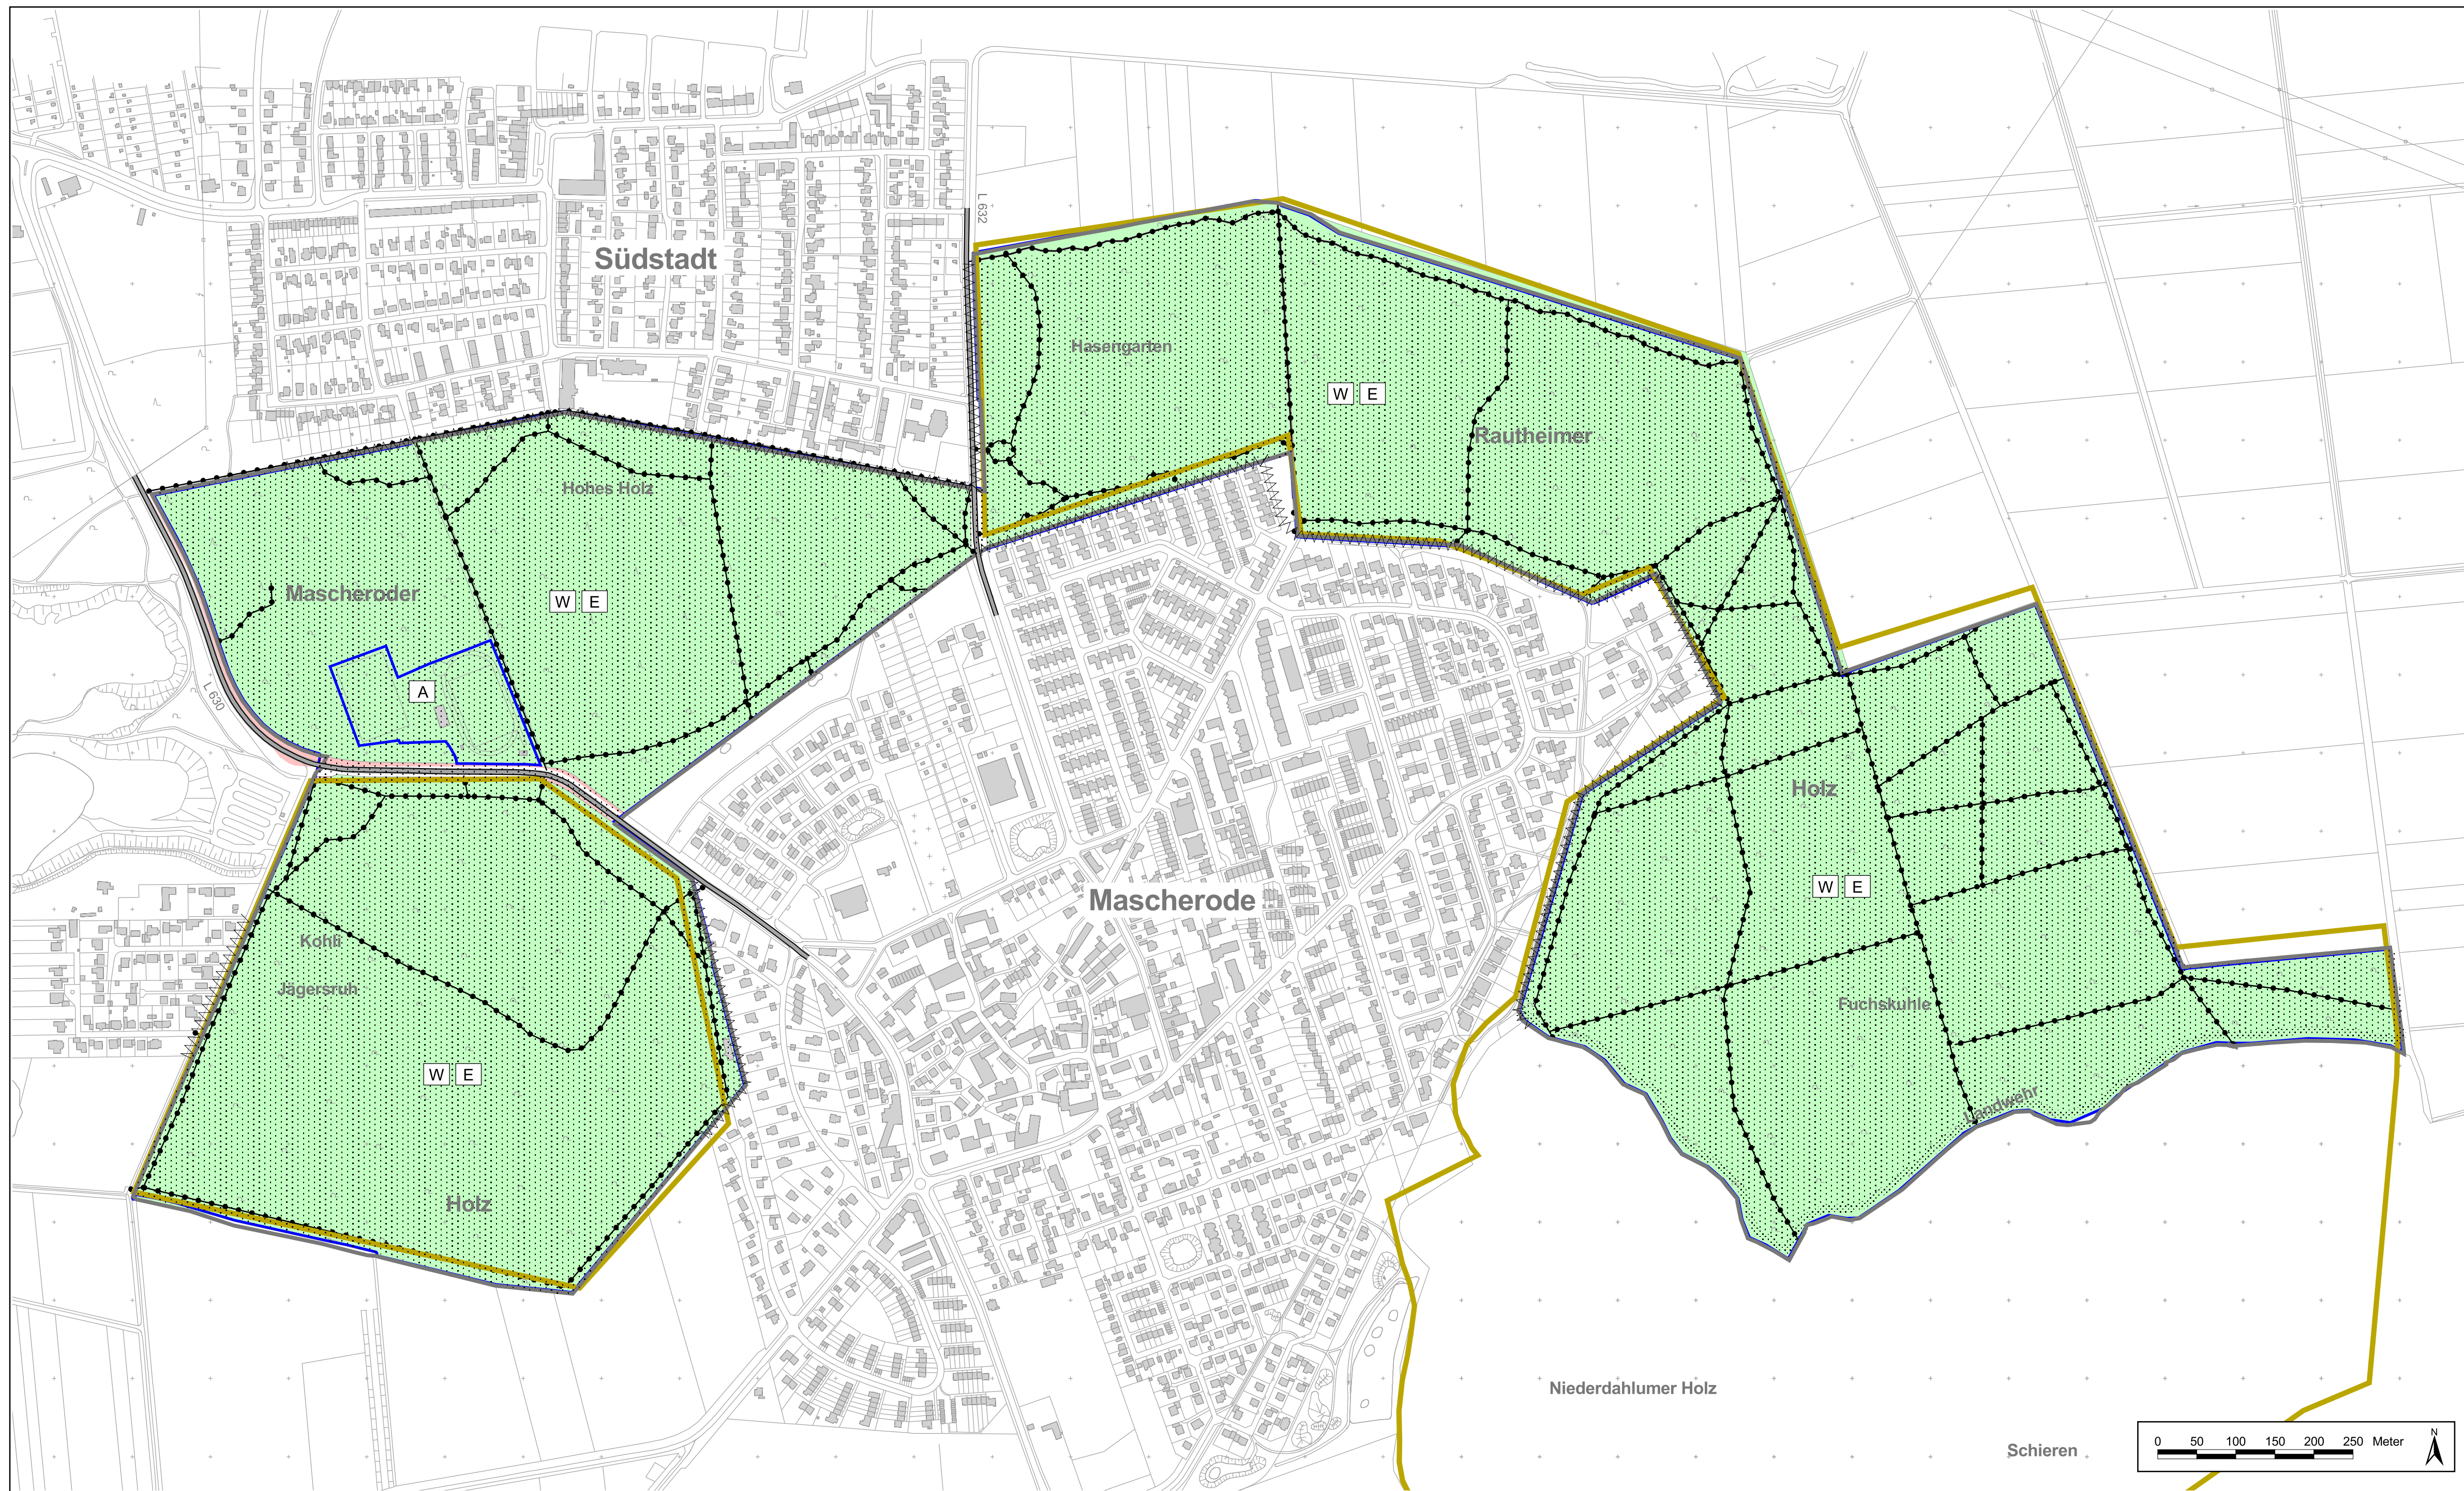 L 632
Südstadt
Hasengarten
W E
Rautheimer
Hohes Holz
Mascheroder
W E
A
L 630
Holz
Mascherode
W E
Kohli
Jägersruh
Fuchskuhle
W E
Landwehr
Holz
Niederdahlumer Holz
Schieren
0 50 100 150 200 250 Meter
N